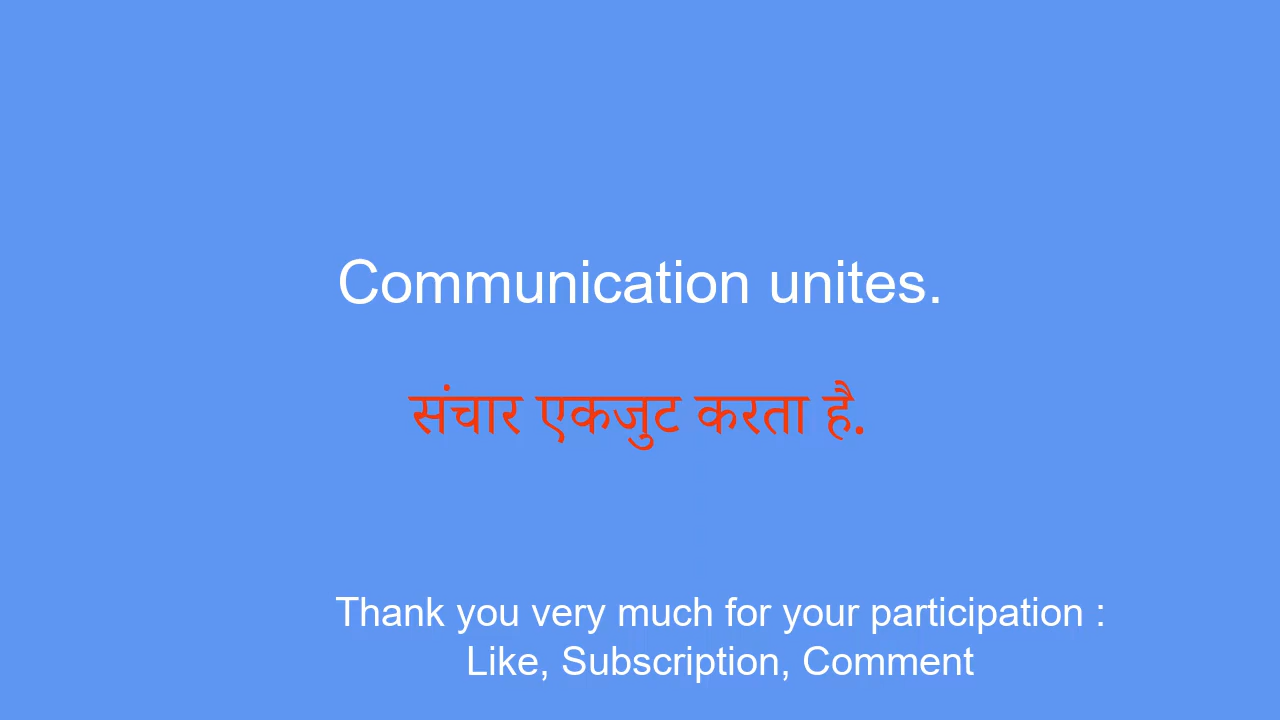 Communication unites.
संचार एकजुट करता है.
Thank you very much for your participation :
Like, Subscription, Comment